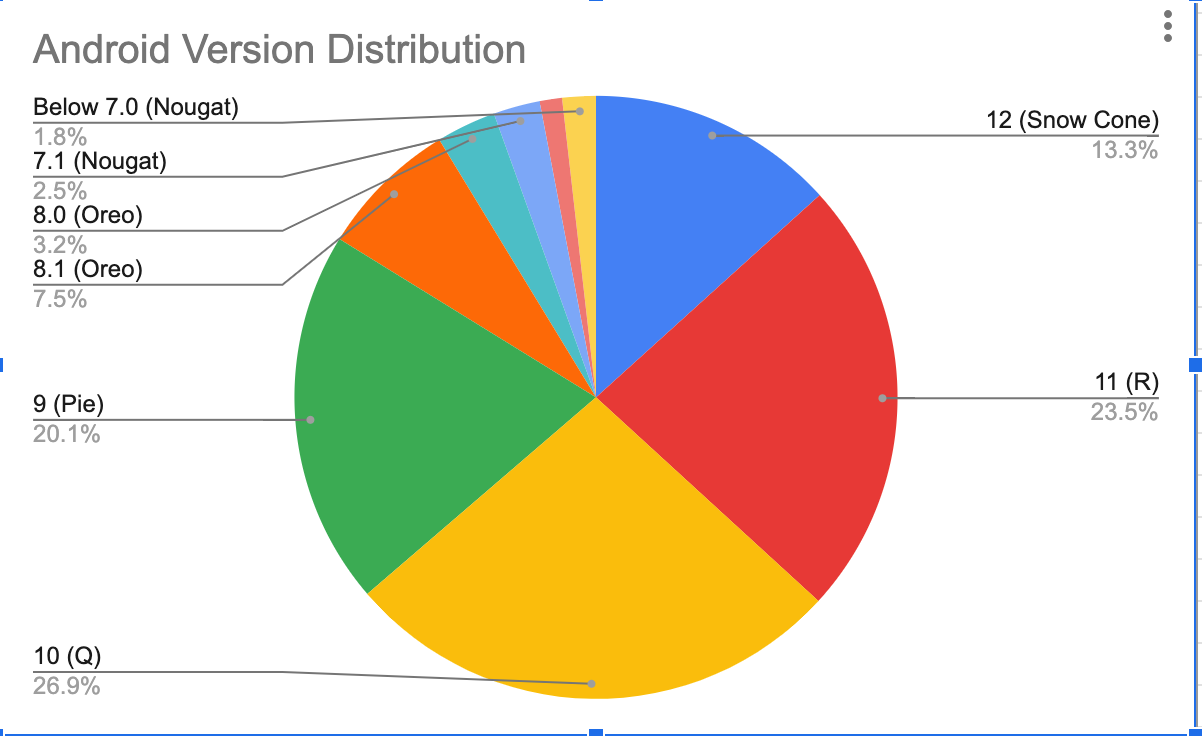 Android Version Distribution
Below 7.0 (Nougat)
1.8%
7.1 (Nougat)
2.5%
8.0 (Oreo)
3.2%
8.1 (Oreo)
7.5%
9 (Pie)
20.1%
10 (Q)
26.9%
12 (Snow Cone)
13.3%
11 (R)
23.5%